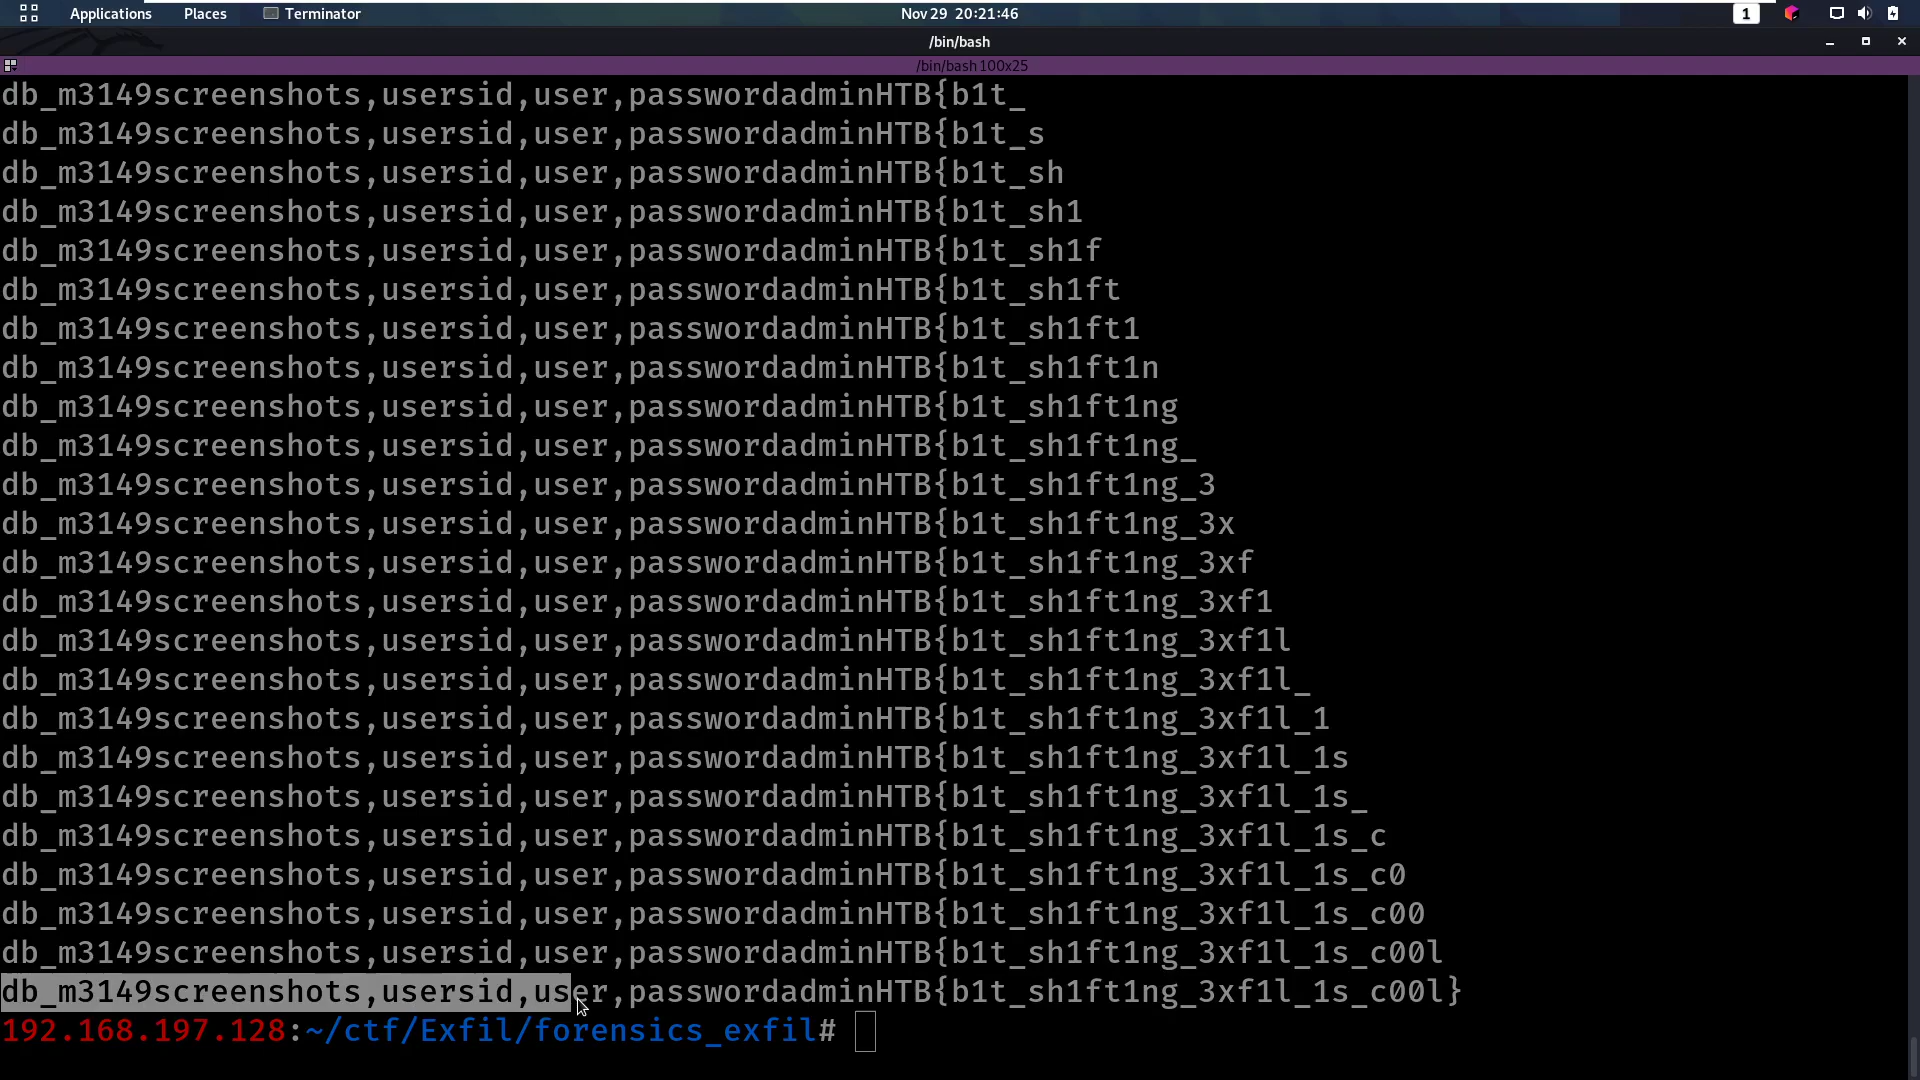 Applications Places Terminator Nov 29 20:21:46 1
/bin/bash
/bin/bash 100x25
db_m3149screenshots,usersid,user,passwordadminHTB{b1t_
db_m3149screenshots,usersid,user,passwordadminHTB{b1t_s
db_m3149screenshots,usersid,user,passwordadminHTB{b1t_sh
db_m3149screenshots,usersid,user,passwordadminHTB{b1t_sh1
db_m3149screenshots,usersid,user,passwordadminHTB{b1t_sh1f
db_m3149screenshots,usersid,user,passwordadminHTB{b1t_sh1ft
db_m3149screenshots,usersid,user,passwordadminHTB{b1t_sh1ft1
db_m3149screenshots,usersid,user,passwordadminHTB{b1t_sh1ft1n
db_m3149screenshots,usersid,user,passwordadminHTB{b1t_sh1ft1ng
db_m3149screenshots,usersid,user,passwordadminHTB{b1t_sh1ft1ng_
db_m3149screenshots,usersid,user,passwordadminHTB{b1t_sh1ft1ng_3
db_m3149screenshots,usersid,user,passwordadminHTB{b1t_sh1ft1ng_3x
db_m3149screenshots,usersid,user,passwordadminHTB{b1t_sh1ft1ng_3xf
db_m3149screenshots,usersid,user,passwordadminHTB{b1t_sh1ft1ng_3xf1
db_m3149screenshots,usersid,user,passwordadminHTB{b1t_sh1ft1ng_3xf1l
db_m3149screenshots,usersid,user,passwordadminHTB{b1t_sh1ft1ng_3xf1l_
db_m3149screenshots,usersid,user,passwordadminHTB{b1t_sh1ft1ng_3xf1l_1
db_m3149screenshots,usersid,user,passwordadminHTB{b1t_sh1ft1ng_3xf1l_1s
db_m3149screenshots,usersid,user,passwordadminHTB{b1t_sh1ft1ng_3xf1l_1s_
db_m3149screenshots,usersid,user,passwordadminHTB{b1t_sh1ft1ng_3xf1l_1s_c
db_m3149screenshots,usersid,user,passwordadminHTB{b1t_sh1ft1ng_3xf1l_1s_c0
db_m3149screenshots,usersid,user,passwordadminHTB{b1t_sh1ft1ng_3xf1l_1s_c00
db_m3149screenshots,usersid,user,passwordadminHTB{b1t_sh1ft1ng_3xf1l_1s_c00l
db_m3149screenshots,usersid,user,passwordadminHTB{b1t_sh1ft1ng_3xf1l_1s_c00l}
192.168.197.128:~/ctf/Exfil/forensics_exfil#